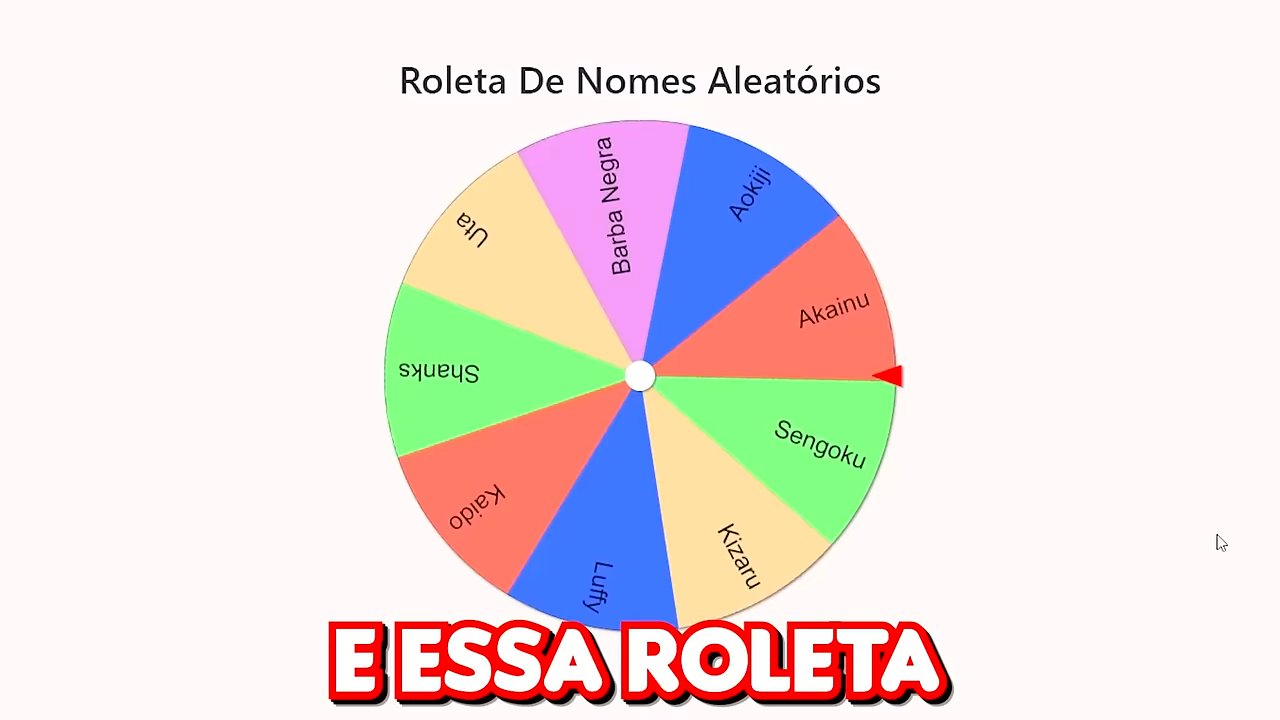 Roleta De Nomes Aleatórios
Barba Negra
Aokiji
Uta
Akainu
Shanks
Sengoku
Kaido
Kizaru
Luffy
E ESSA ROLETA